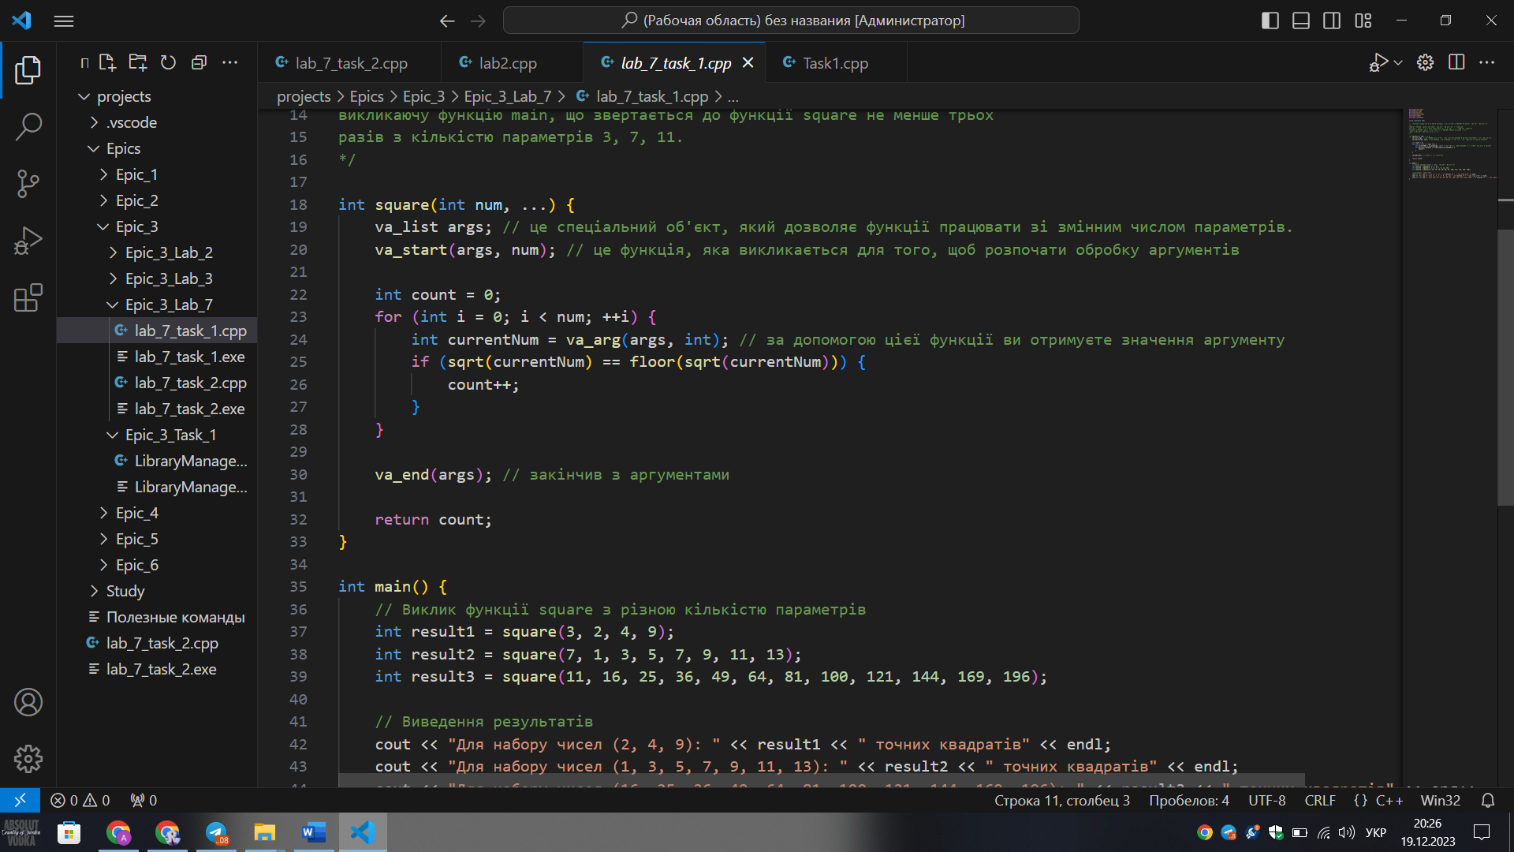 (Рабочая область) без названия [Администратор]
lab_7_task_2.cpp
lab2.cpp
lab_7_task_1.cpp
Task1.cpp
projects > Epics > Epic_3 > Epic_3_Lab_7 > lab_7_task_1.cpp > ...
П
projects
.vscode
Epics
Epic_1
Epic_2
Epic_3
Epic_3_Lab_2
Epic_3_Lab_3
Epic_3_Lab_7
lab_7_task_1.cpp
lab_7_task_1.exe
lab_7_task_2.cpp
lab_7_task_2.exe
Epic_3_Task_1
LibraryManage...
LibraryManage...
Epic_4
Epic_5
Epic_6
Study
Полезные команды
lab_7_task_2.cpp
lab_7_task_2.exe
14 викликаючу функцію main, що звертається до функції square не менше трьох
15 разів з кількістю параметрів 3, 7, 11.
16 */
17
18 int square(int num, ...) {
19 va_list args; // це спеціальний об'єкт, який дозволяє функції працювати зі змінним числом параметрів.
20 va_start(args, num); // це функція, яка викликається для того, щоб розпочати обробку аргументів
21
22 int count = 0;
23 for (int i = 0; i < num; ++i) {
24 int currentNum = va_arg(args, int); // за допомогою цієї функції ви отримуєте значення аргументу
25 if (sqrt(currentNum) == floor(sqrt(currentNum))) {
26 count++;
27 }
28 }
29
30 va_end(args); // закінчив з аргументами
31
32 return count;
33 }
34
35 int main() {
36 // Виклик функції square з різною кількістю параметрів
37 int result1 = square(3, 2, 4, 9);
38 int result2 = square(7, 1, 3, 5, 7, 9, 11, 13);
39 int result3 = square(11, 16, 25, 36, 49, 64, 81, 100, 121, 144, 169, 196);
40
41 // Виведення результатів
42 cout << "Для набору чисел (2, 4, 9): " << result1 << " точних квадратів" << endl;
43 cout << "Для набору чисел (1, 3, 5, 7, 9, 11, 13): " << result2 << " точних квадратів" << endl;
0 0 0
Строка 11, столбец 3 Пробелов: 4 UTF-8 CRLF {} C++ Win32
ABSOLUT
Country of Sweden
VODKA
УКР
20:26
19.12.2023